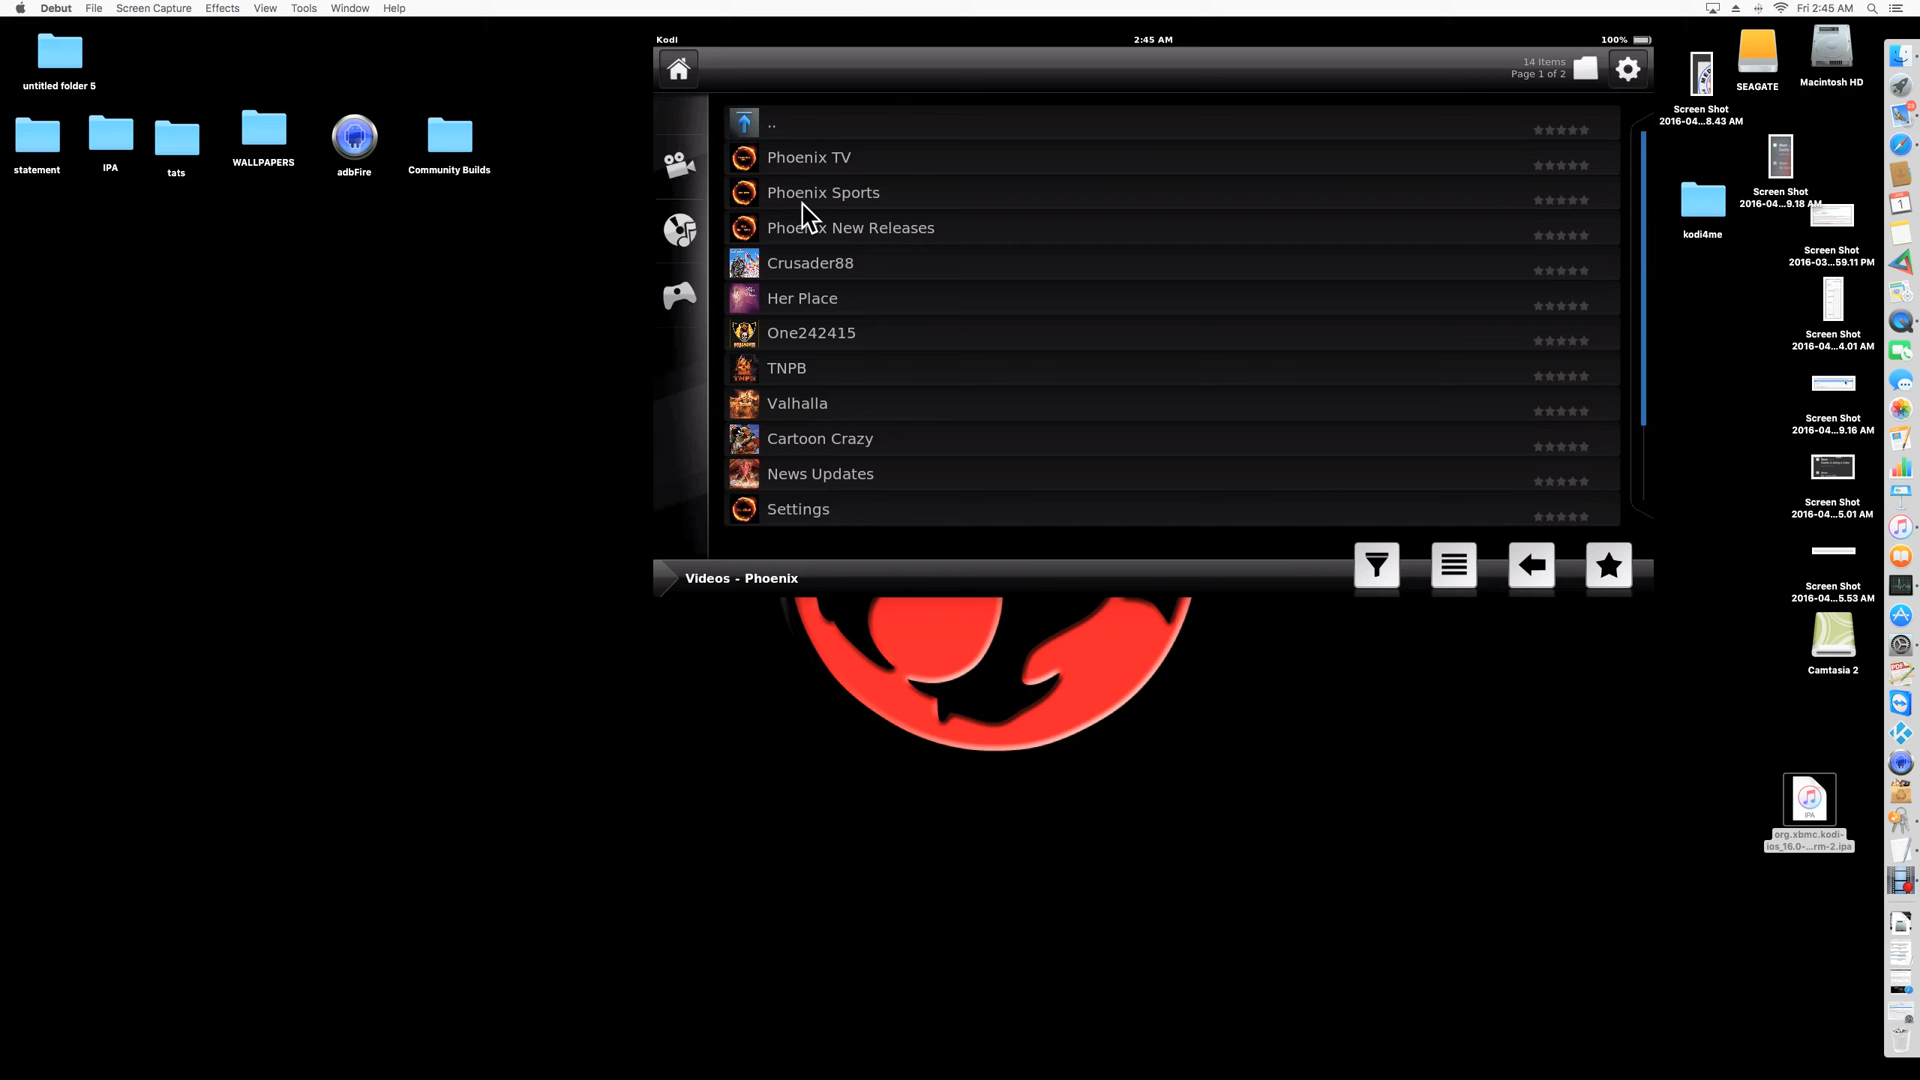 Debut File Screen Capture Effects View Tools Window Help
Fri 2:45 AM
untitled folder 5
statement
IPA
tats
WALLPAPERS
adbFire
Community Builds
Kodi
2:45 AM
100%
14 Items
Page 1 of 2
..
Phoenix TV
Phoenix Sports
Phoenix New Releases
Crusader88
Her Place
One242415
TNPB
Valhalla
Cartoon Crazy
News Updates
Settings
Videos - Phoenix
Screen Shot
2016-04...8.43 AM
SEAGATE
Macintosh HD
Screen Shot
2016-04...9.18 AM
kodi4me
Screen Shot
2016-03...59.11 PM
Screen Shot
2016-04...4.01 AM
Screen Shot
2016-04...9.16 AM
Screen Shot
2016-04...5.01 AM
Screen Shot
2016-04...5.53 AM
Camtasia 2
IPA
org.xbmc.kodi-
ios_16.0-...rm-2.ipa